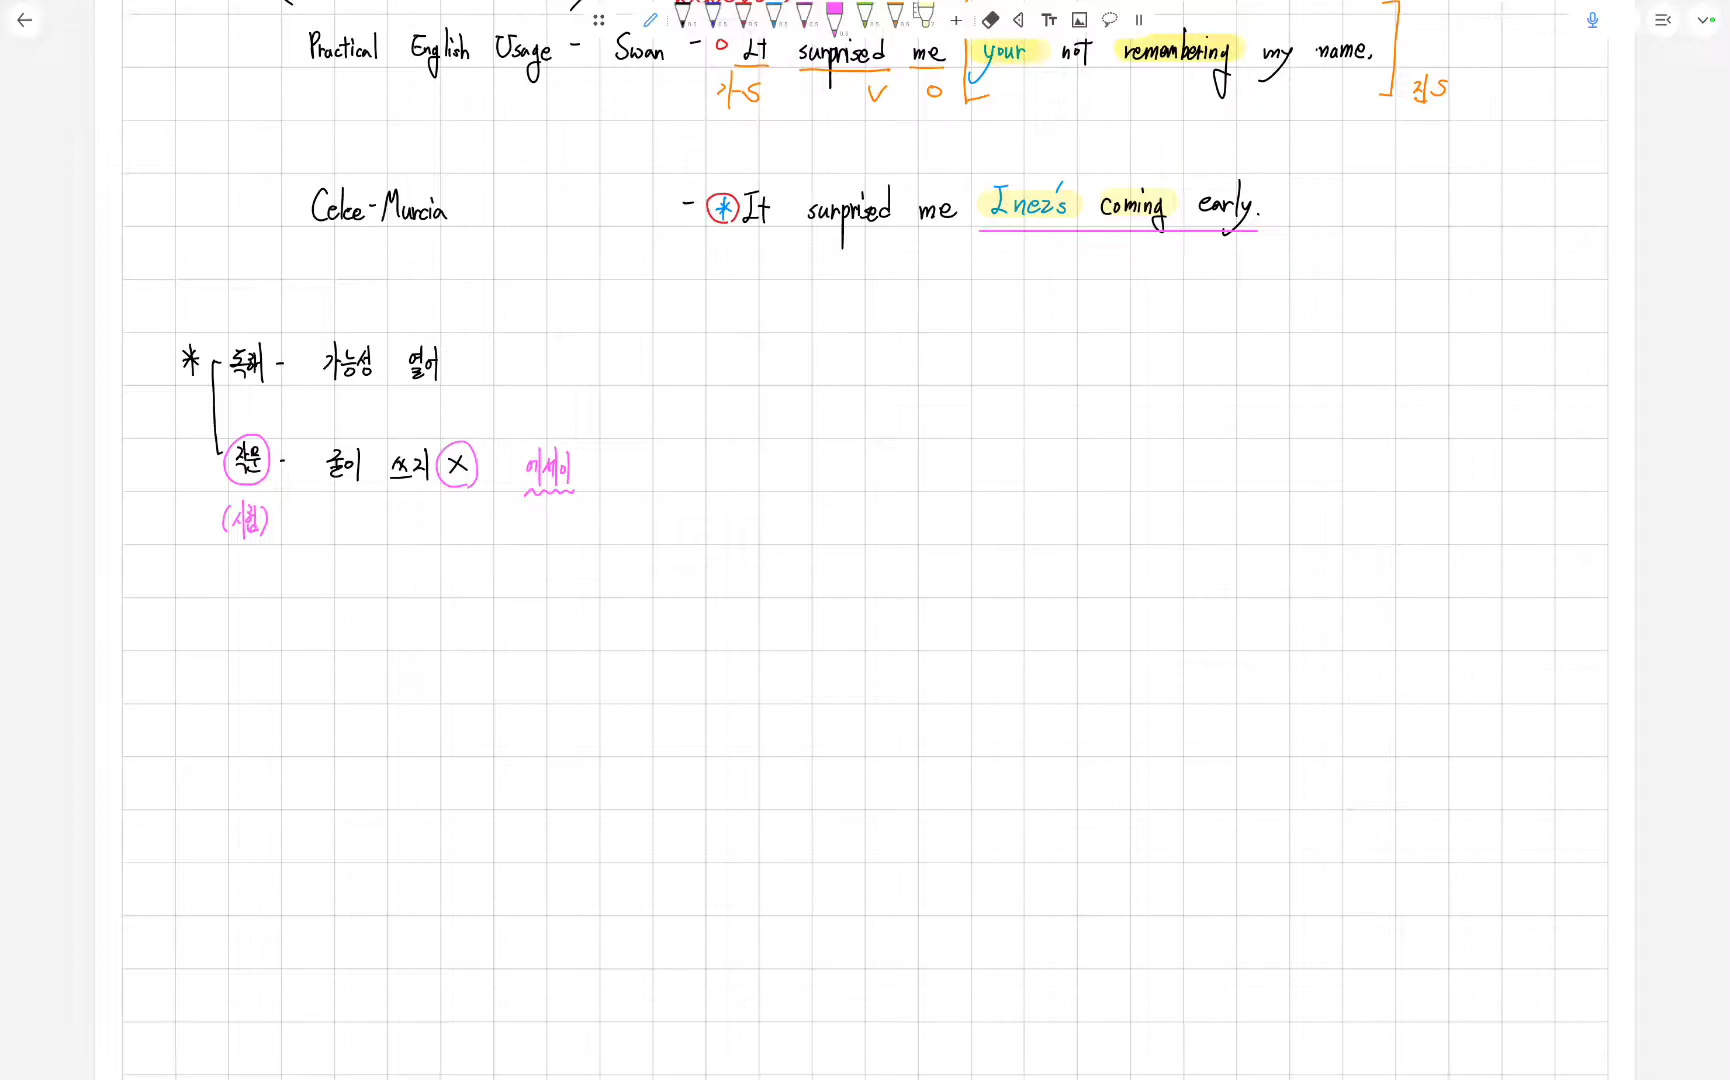 Practical English Usage - Swan - O It surprised me [your not remembering my name.]
가S V O 진S
Celce-Murcia - * It surprised me Inez's coming early.
* 독해 - 가능성 열어
작문 - 굳이 쓰지 X 에세이
(시험)